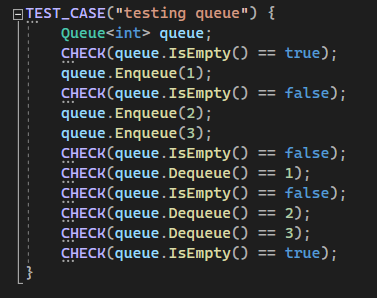 TEST_CASE("testing queue") {
    Queue<int> queue;
    CHECK(queue.IsEmpty() == true);
    queue.Enqueue(1);
    CHECK(queue.IsEmpty() == false);
    queue.Enqueue(2);
    queue.Enqueue(3);
    CHECK(queue.IsEmpty() == false);
    CHECK(queue.Dequeue() == 1);
    CHECK(queue.IsEmpty() == false);
    CHECK(queue.Dequeue() == 2);
    CHECK(queue.Dequeue() == 3);
    CHECK(queue.IsEmpty() == true);
}